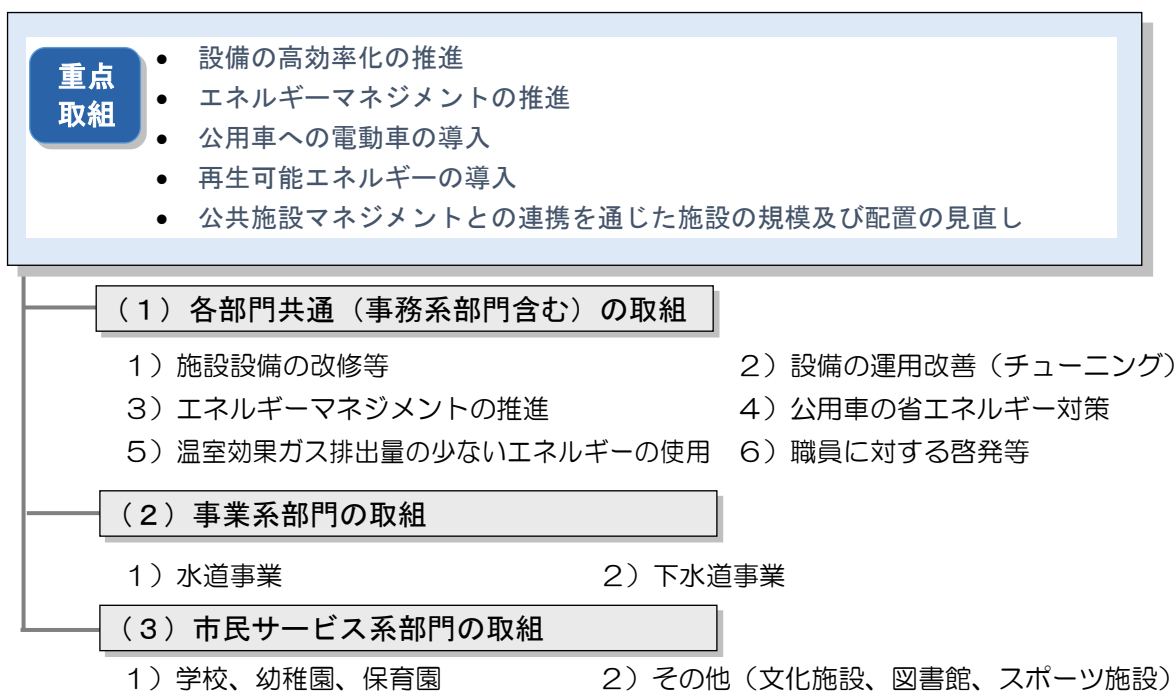 重点
取組
• 設備の高効率化の推進
• エネルギーマネジメントの推進
• 公用車への電動車の導入
• 再生可能エネルギーの導入
• 公共施設マネジメントとの連携を通じた施設の規模及び配置の見直し
（１）各部門共通（事務系部門含む）の取組
１）施設設備の改修等 ２）設備の運用改善（チューニング）
３）エネルギーマネジメントの推進 ４）公用車の省エネルギー対策
５）温室効果ガス排出量の少ないエネルギーの使用 ６）職員に対する啓発等
（２）事業系部門の取組
１）水道事業 ２）下水道事業
（３）市民サービス系部門の取組
１）学校、幼稚園、保育園 ２）その他（文化施設、図書館、スポーツ施設）